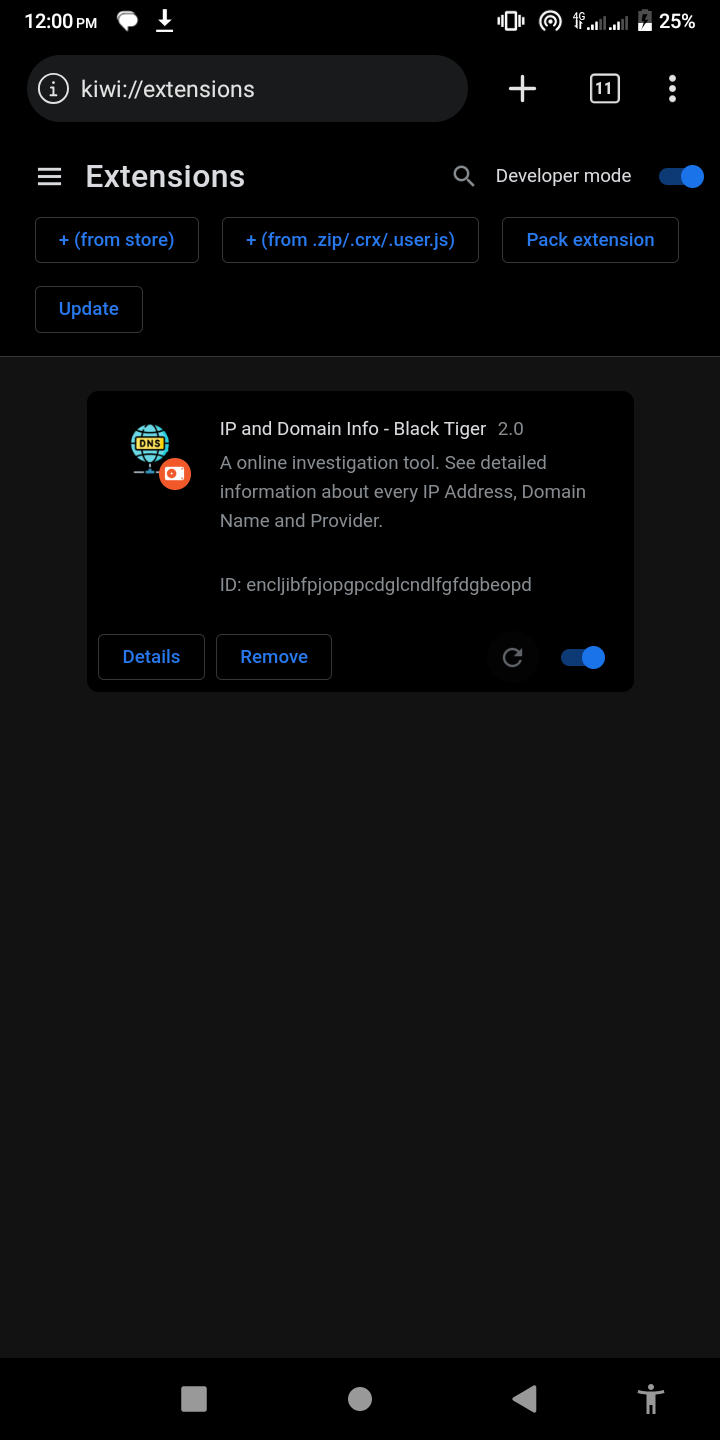 12:00 PM 4G 25%
kiwi://extensions 11
Extensions Developer mode
+ (from store) + (from .zip/.crx/.user.js) Pack extension
Update
DNS
IP and Domain Info - Black Tiger 2.0
A online investigation tool. See detailed
information about every IP Address, Domain
Name and Provider.
ID: encljibfpjopgpcdglcndlfgfdgbeopd
Details Remove